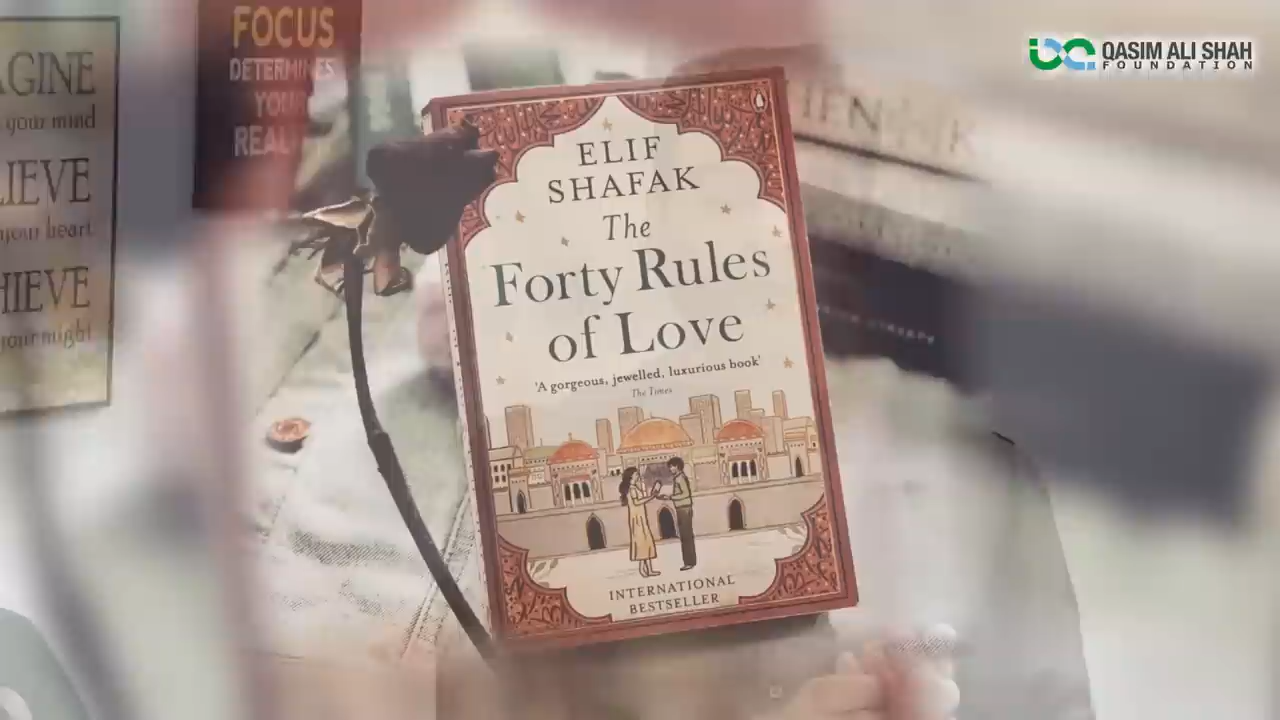 AGINE
your mind
LIEVE
your heart
HIEVE
your might
FOCUS
DETERMINES
YOUR
REAL
QASIM ALI SHAH
FOUNDATION
ELIF
SHAFAK
The
Forty Rules
of Love
'A gorgeous, jewelled, luxurious book'
The Times
INTERNATIONAL
BESTSELLER